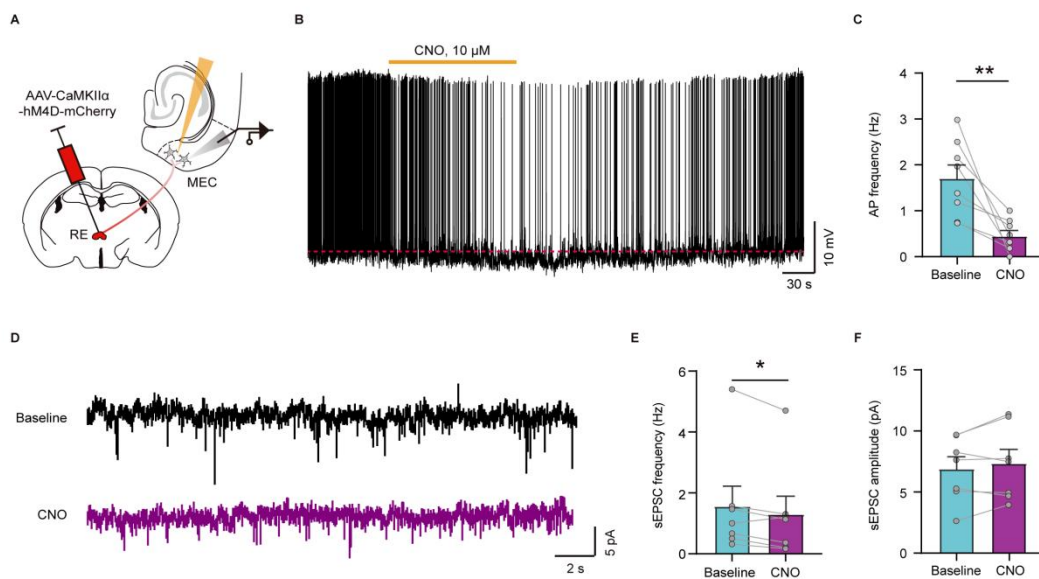 A
AAV-CaMKIIα
-hM4D-mCherry
MEC
RE
B
CNO, 10 μM
10 mV
30 s
C
**
AP frequency (Hz)
4
3
2
1
0
Baseline
CNO
D
Baseline
CNO
5 pA
2 s
E
*
sEPSC frequency (Hz)
6
4
2
0
Baseline
CNO
F
sEPSC amplitude (pA)
15
10
5
0
Baseline
CNO